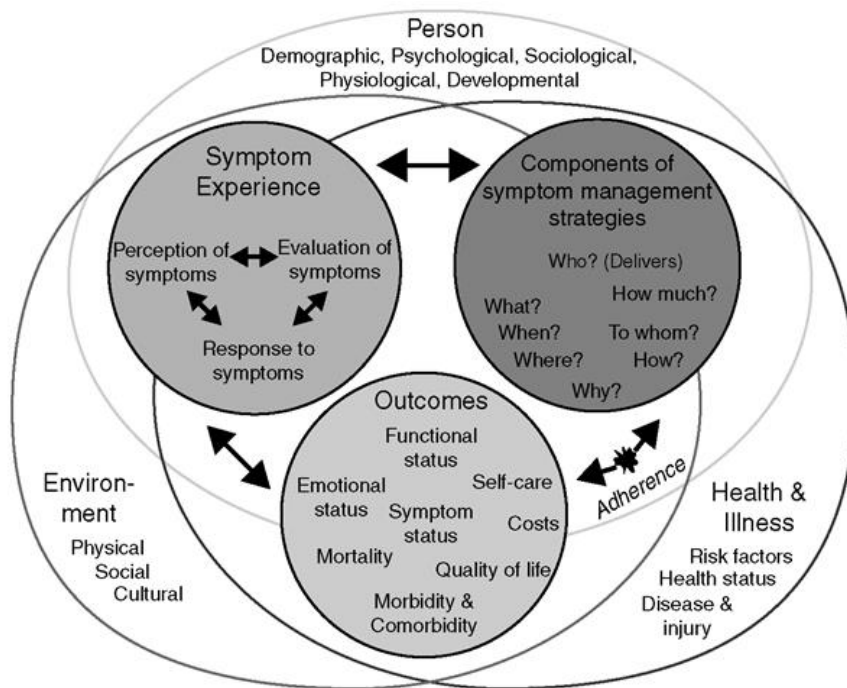 Person
Demographic, Psychological, Sociological,
Physiological, Developmental
Symptom
Experience
Perception of
symptoms
Evaluation of
symptoms
Response to
symptoms
Components of
symptom management
strategies
Who? (Delivers)
How much?
What?
When?
To whom?
Where?
How?
Why?
Outcomes
Functional
status
Emotional
status
Self-care
Symptom
status
Costs
Mortality
Quality of life
Morbidity &
Comorbidity
Adherence
Environ-
ment
Physical
Social
Cultural
Health &
Illness
Risk factors
Health status
Disease &
injury